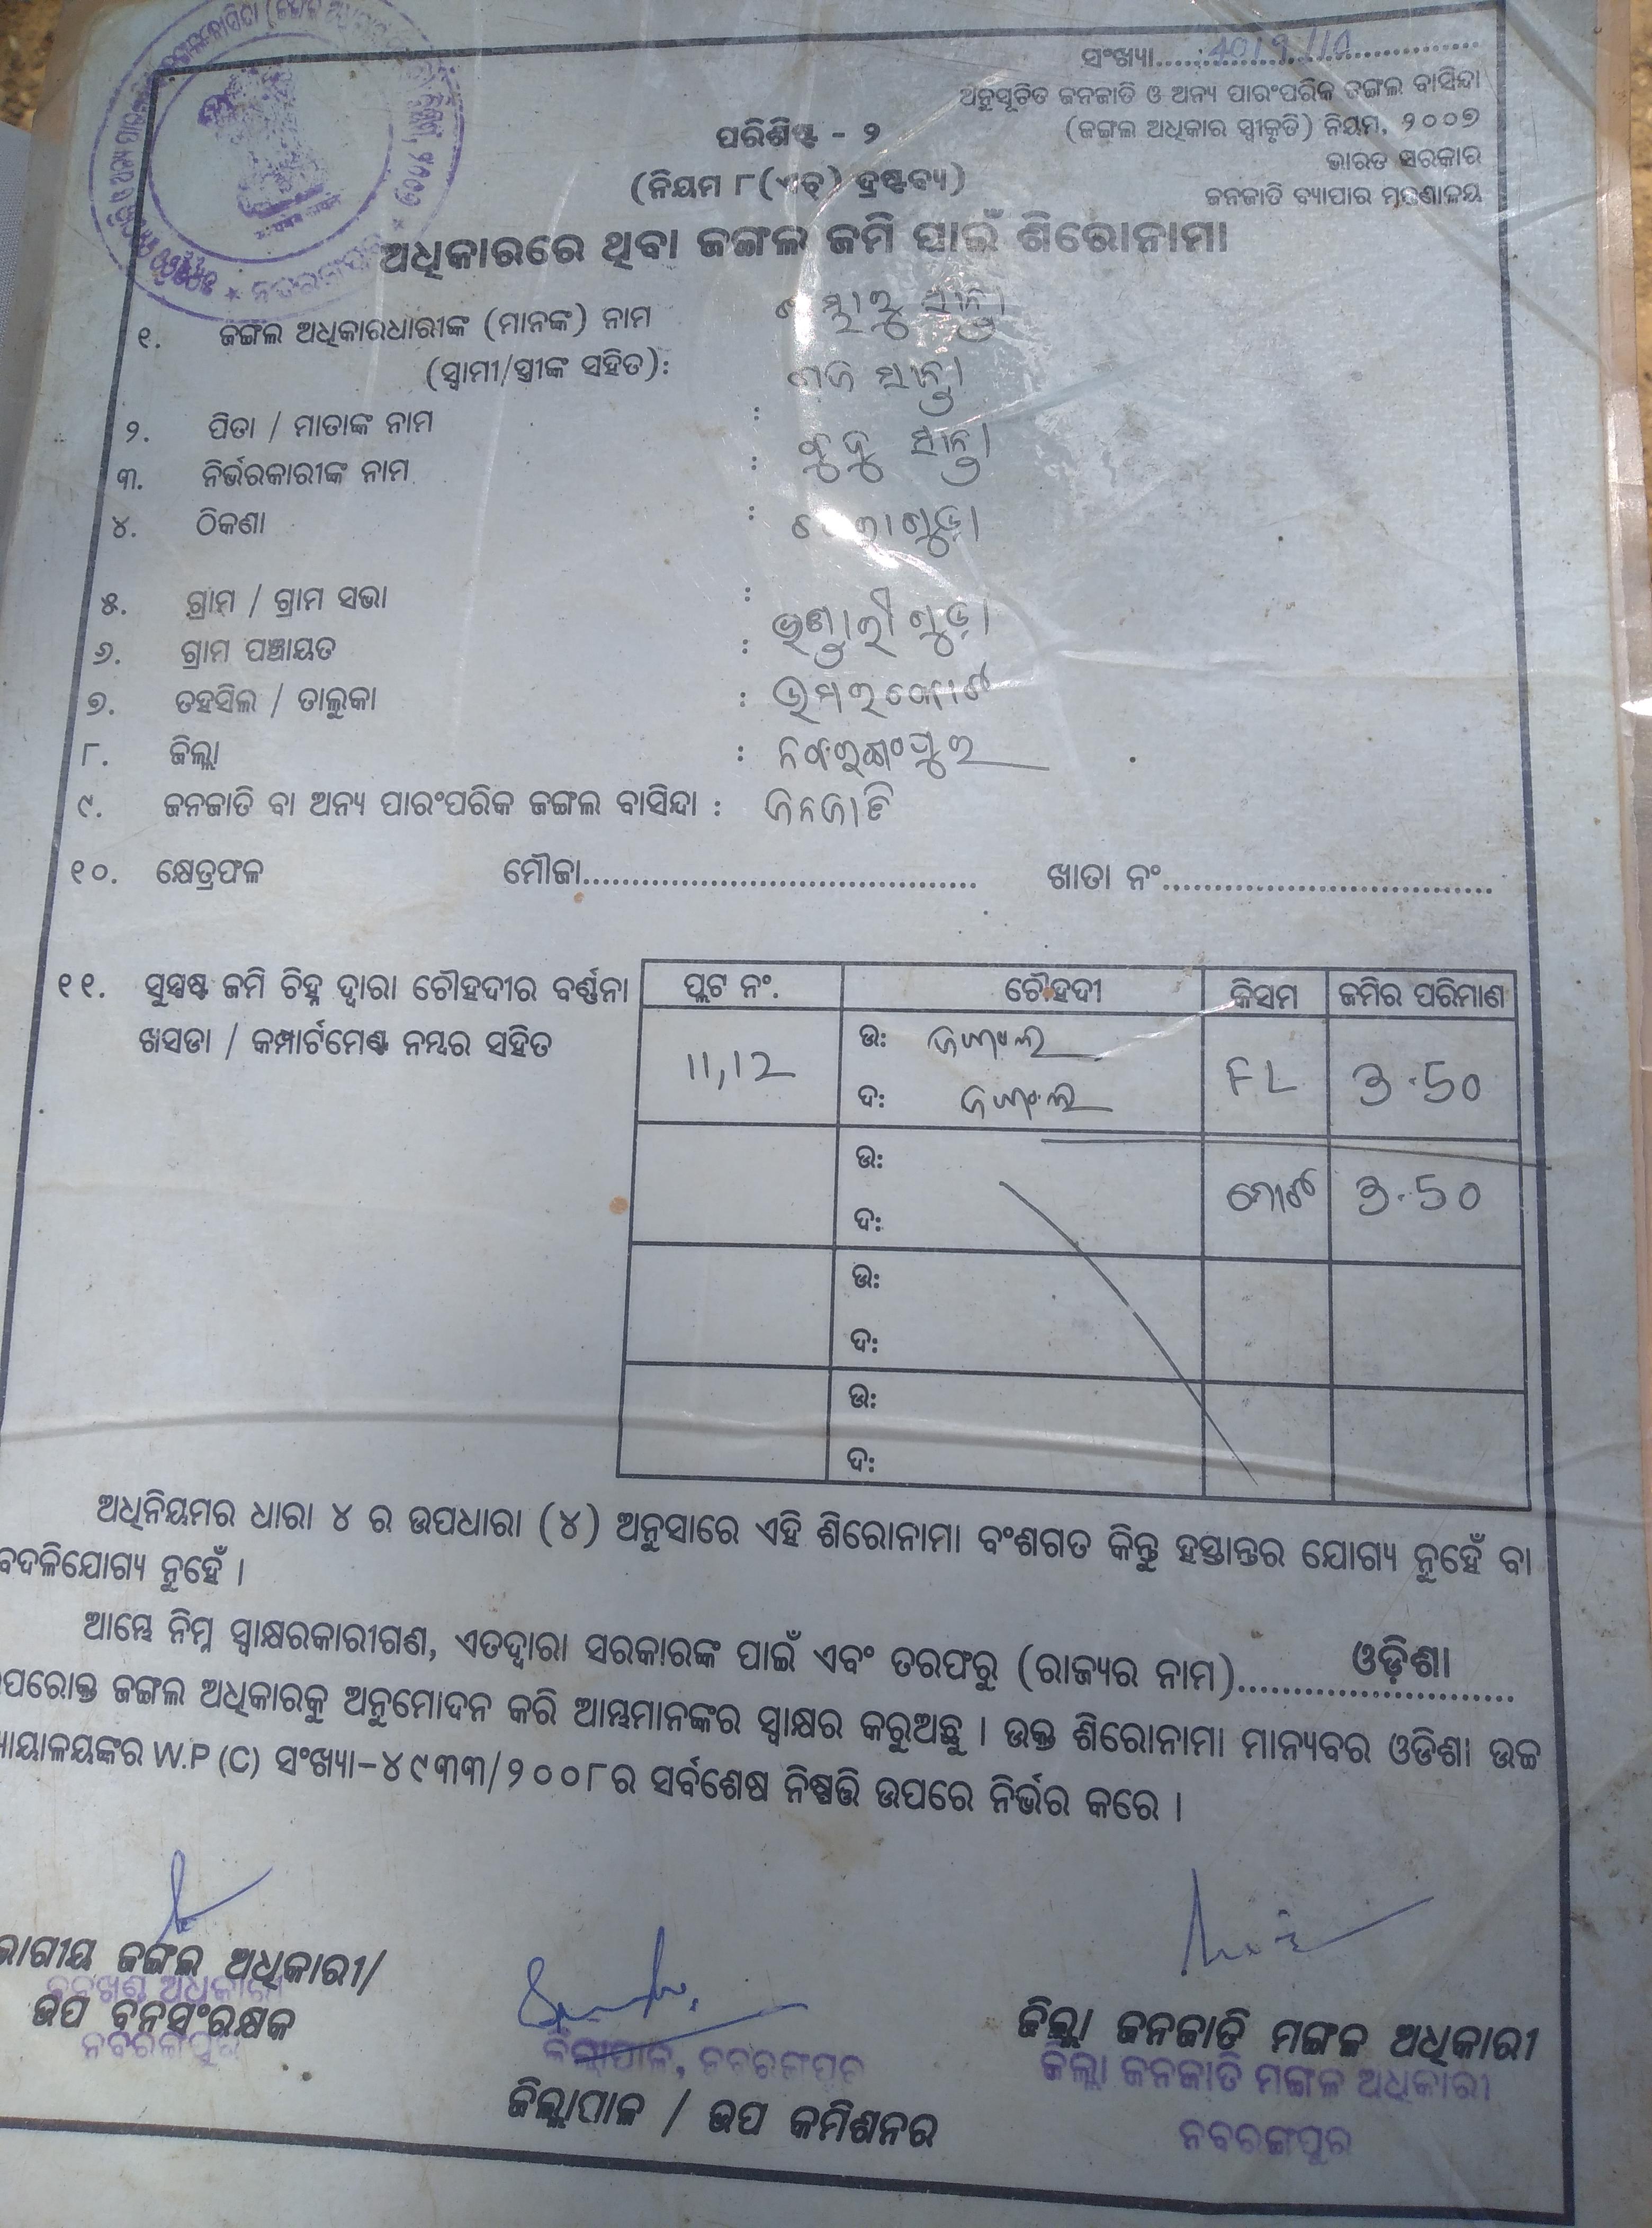 ସଂଖ୍ୟା..............................
ଅନୁସୂଚିତ ଜନଜାତି ଓ ଅନ୍ୟ ପାରଂପରିକ ଜଙ୍ଗଲ ବାସିନ୍ଦା
(ଜଙ୍ଗଲ ଅଧିକାର ସ୍ୱୀକୃତି) ନିୟମ, ୨୦୦୭
ଭାରତ ସରକାର
ଜନଜାତି ବ୍ୟାପାର ମନ୍ତ୍ରଣାଳୟ
ପରିଶିଷ୍ଟ - ୨
(ନିୟମ ୮(ଏଚ୍) ଦ୍ରଷ୍ଟବ୍ୟ)
ଅଧିକାରରେ ଥିବା ଜଙ୍ଗଲ ଜମି ପାଇଁ ଶିରୋନାମା
୧. ଜଙ୍ଗଲ ଅଧିକାରଧାରୀଙ୍କ (ମାନଙ୍କ) ନାମ
(ସ୍ୱାମୀ/ସ୍ତ୍ରୀଙ୍କ ସହିତ):
୨. ପିତା / ମାତାଙ୍କ ନାମ :
୩. ନିର୍ଭରକାରୀଙ୍କ ନାମ :
୪. ଠିକଣା :
୫. ଗ୍ରାମ / ଗ୍ରାମ ସଭା :
୬. ଗ୍ରାମ ପଞ୍ଚାୟତ : ଭଣ୍ଡାରୀଗୁଡ଼ା
୭. ତହସିଲ / ତାଲୁକା : ଉମରକୋଟ
୮. ଜିଲ୍ଲା : ନବରଙ୍ଗପୁର
୯. ଜନଜାତି ବା ଅନ୍ୟ ପାରଂପରିକ ଜଙ୍ଗଲ ବାସିନ୍ଦା : ଜନଜାତି
୧୦. କ୍ଷେତ୍ରଫଳ ମୌଜା........................................ ଖାତା ନଂ.................................
୧୧. ସୁସ୍ପଷ୍ଟ ଜମି ଚିହ୍ନ ଦ୍ୱାରା ଚୌହଦୀର ବର୍ଣ୍ଣନା
ଖସଡା / କମ୍ପାର୍ଟମେଣ୍ଟ ନମ୍ବର ସହିତ
ପ୍ଲଟ ନଂ. ଚୌହଦୀ କିସମ ଜମିର ପରିମାଣ
11,12 ଉ: ଜଙ୍ଗଲ FL 3.50
ଦ: ଜଙ୍ଗଲ
ଉ: ମୋଟ 3.50
ଦ:
ଉ:
ଦ:
ଉ:
ଦ:
ଅଧିନିୟମର ଧାରା ୪ ର ଉପଧାରା (୪) ଅନୁସାରେ ଏହି ଶିରୋନାମା ବଂଶଗତ କିନ୍ତୁ ହସ୍ତାନ୍ତର ଯୋଗ୍ୟ ନୁହେଁ ବା
ବଦଳିଯୋଗ୍ୟ ନୁହେଁ ।
ଆମ୍ଭେ ନିମ୍ନ ସ୍ୱାକ୍ଷରକାରୀଗଣ, ଏତଦ୍ୱାରା ସରକାରଙ୍କ ପାଇଁ ଏବଂ ତରଫରୁ (ରାଜ୍ୟର ନାମ)......ଓଡ଼ିଶା......
ପରୋକ୍ତ ଜଙ୍ଗଲ ଅଧିକାରକୁ ଅନୁମୋଦନ କରି ଆମ୍ଭମାନଙ୍କର ସ୍ୱାକ୍ଷର କରୁଅଛୁ । ଉକ୍ତ ଶିରୋନାମା ମାନ୍ୟବର ଓଡିଶା ଉଚ୍ଚ
ାୟାଳୟଙ୍କର W.P (C) ସଂଖ୍ୟା-୪୯୩୩/୨୦୦୮ର ସର୍ବଶେଷ ନିଷ୍ପତ୍ତି ଉପରେ ନିର୍ଭର କରେ ।
ଭାଗୀୟ ଜଙ୍ଗଲ ଅଧିକାରୀ/
ଉପ ବନସଂରକ୍ଷକ
ନବରଙ୍ଗପୁର
ଜିଲ୍ଲାପାଳ, ନବରଙ୍ଗପୁର
ଜିଲ୍ଲାପାଳ / ଉପ କମିଶନର
ଜିଲ୍ଲା ଜନଜାତି ମଙ୍ଗଳ ଅଧିକାରୀ
ଜିଲ୍ଲା ଜନଜାତି ମଙ୍ଗଳ ଅଧିକାରୀ
ନବରଙ୍ଗପୁର